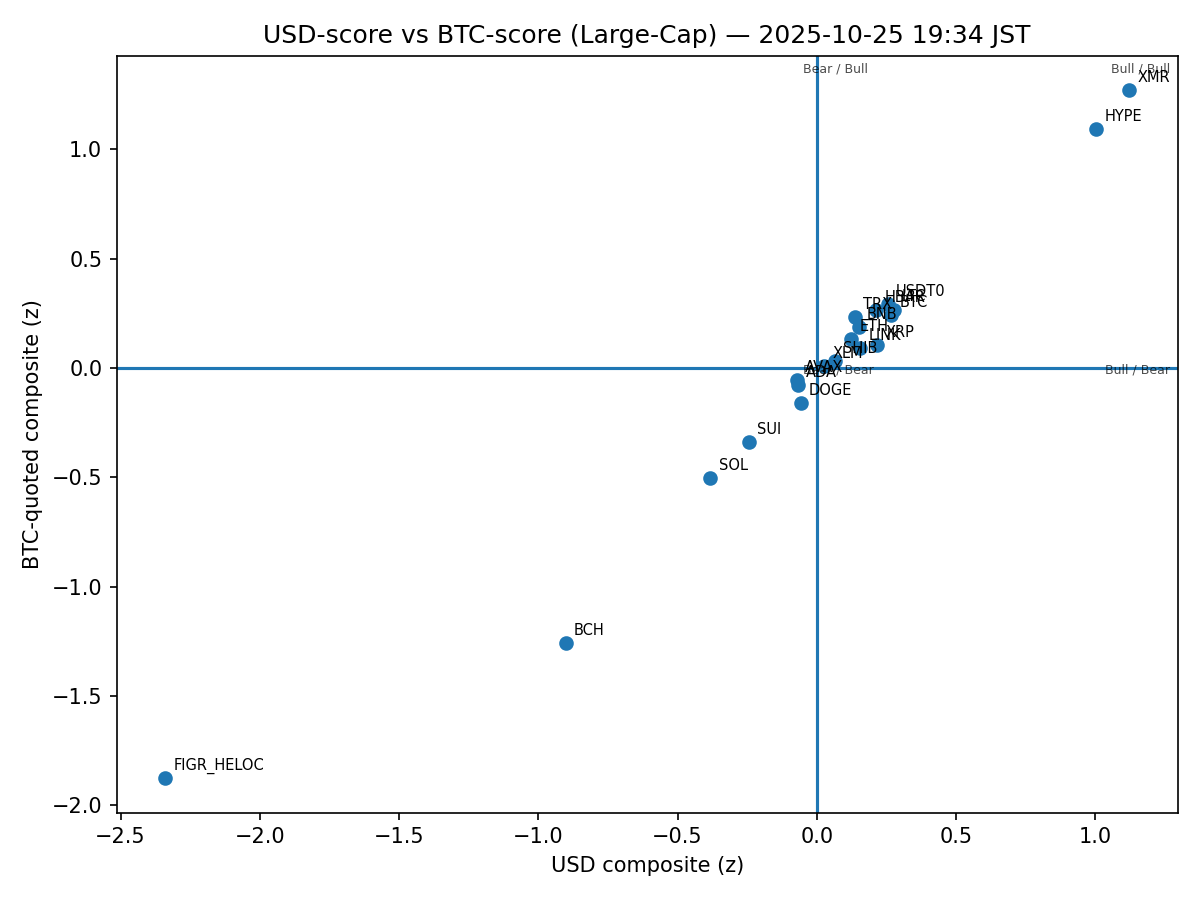 USD-score vs BTC-score (Large-Cap) — 2025-10-25 19:34 JST
Bear / Bull
Bull / Bull
XMR
HYPE
1.0
0.5
USDT0
BTC
TRX
BNB
ETH
XRP
LINK
SHIB
XLM
0.0
AVAX
ADA
/ Bear
Bull / Bear
DOGE
SUI
SOL
−0.5
BCH
−1.0
−1.5
FIGR_HELOC
−2.0
−2.5
−2.0
−1.5
−1.0
−0.5
0.0
0.5
1.0
USD composite (z)
BTC-quoted composite (z)